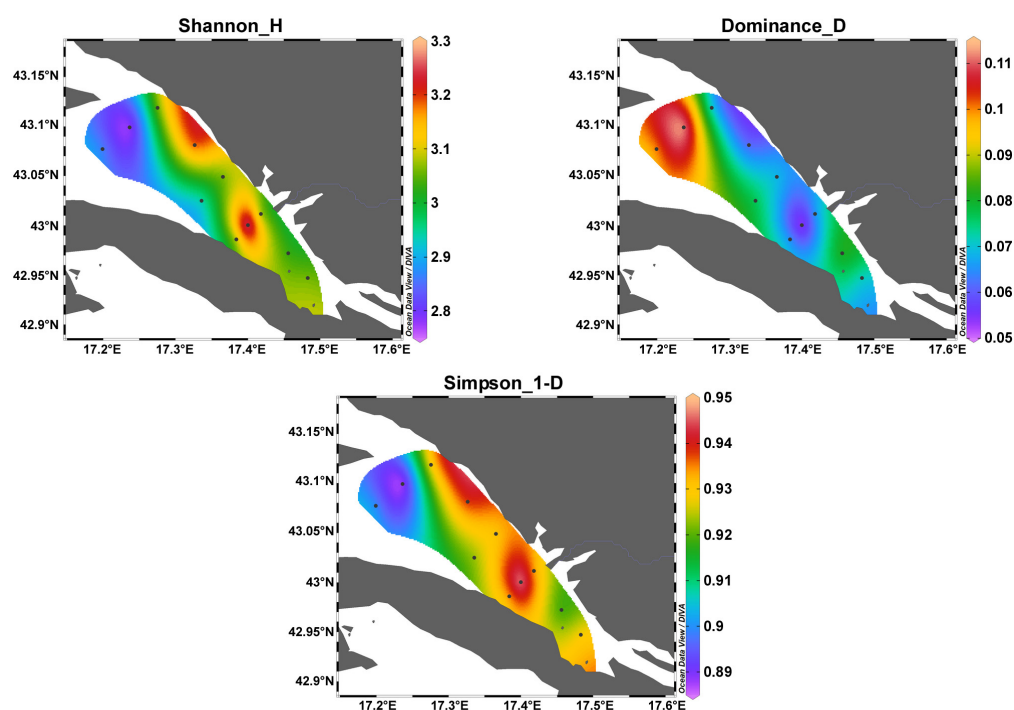 Shannon_H
43.15°N
43.1°N
43.05°N
43°N
42.95°N
42.9°N
17.2°E 17.3°E 17.4°E 17.5°E 17.6°E
3.3
3.2
3.1
3
2.9
2.8
Ocean Data View / DIVA
Dominance_D
43.15°N
43.1°N
43.05°N
43°N
42.95°N
42.9°N
17.2°E 17.3°E 17.4°E 17.5°E 17.6°E
0.11
0.1
0.09
0.08
0.07
0.06
0.05
Ocean Data View / DIVA
Simpson_1-D
43.15°N
43.1°N
43.05°N
43°N
42.95°N
42.9°N
17.2°E 17.3°E 17.4°E 17.5°E 17.6°E
0.95
0.94
0.93
0.92
0.91
0.9
0.89
Ocean Data View / DIVA